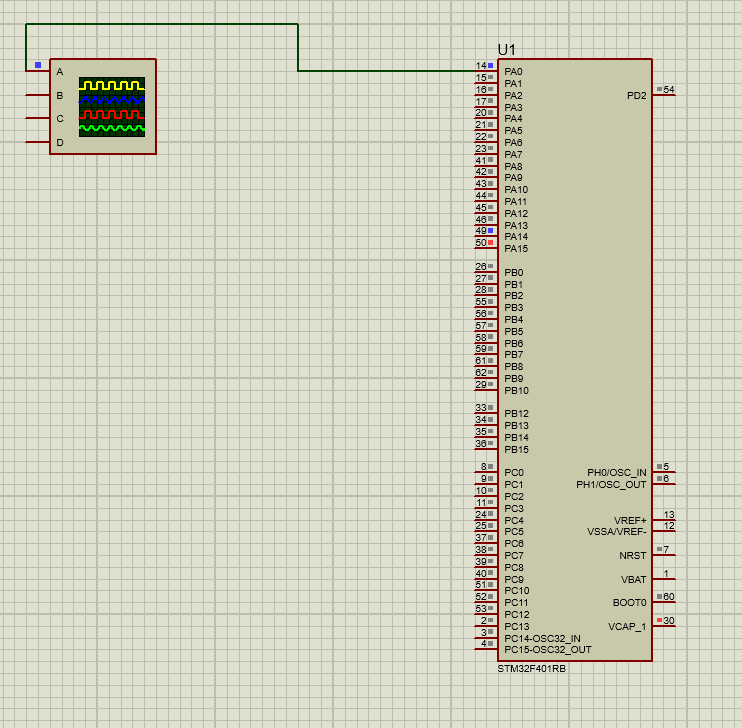 U1
A
B
C
D
14 PA0
15 PA1
16 PA2
17 PA3
20 PA4
21 PA5
22 PA6
23 PA7
41 PA8
42 PA9
43 PA10
44 PA11
45 PA12
46 PA13
49 PA14
50 PA15
26 PB0
27 PB1
28 PB2
55 PB3
56 PB4
57 PB5
58 PB6
59 PB7
61 PB8
62 PB9
29 PB10
33 PB12
34 PB13
35 PB14
36 PB15
8 PC0
9 PC1
10 PC2
11 PC3
24 PC4
25 PC5
37 PC6
38 PC7
39 PC8
40 PC9
51 PC10
52 PC11
53 PC12
2 PC13
3 PC14-OSC32_IN
4 PC15-OSC32_OUT
PD2 54
PH0/OSC_IN 5
PH1/OSC_OUT 6
VREF+ 13
VSSA/VREF- 12
NRST 7
VBAT 1
BOOT0 60
VCAP_1 30
STM32F401RB